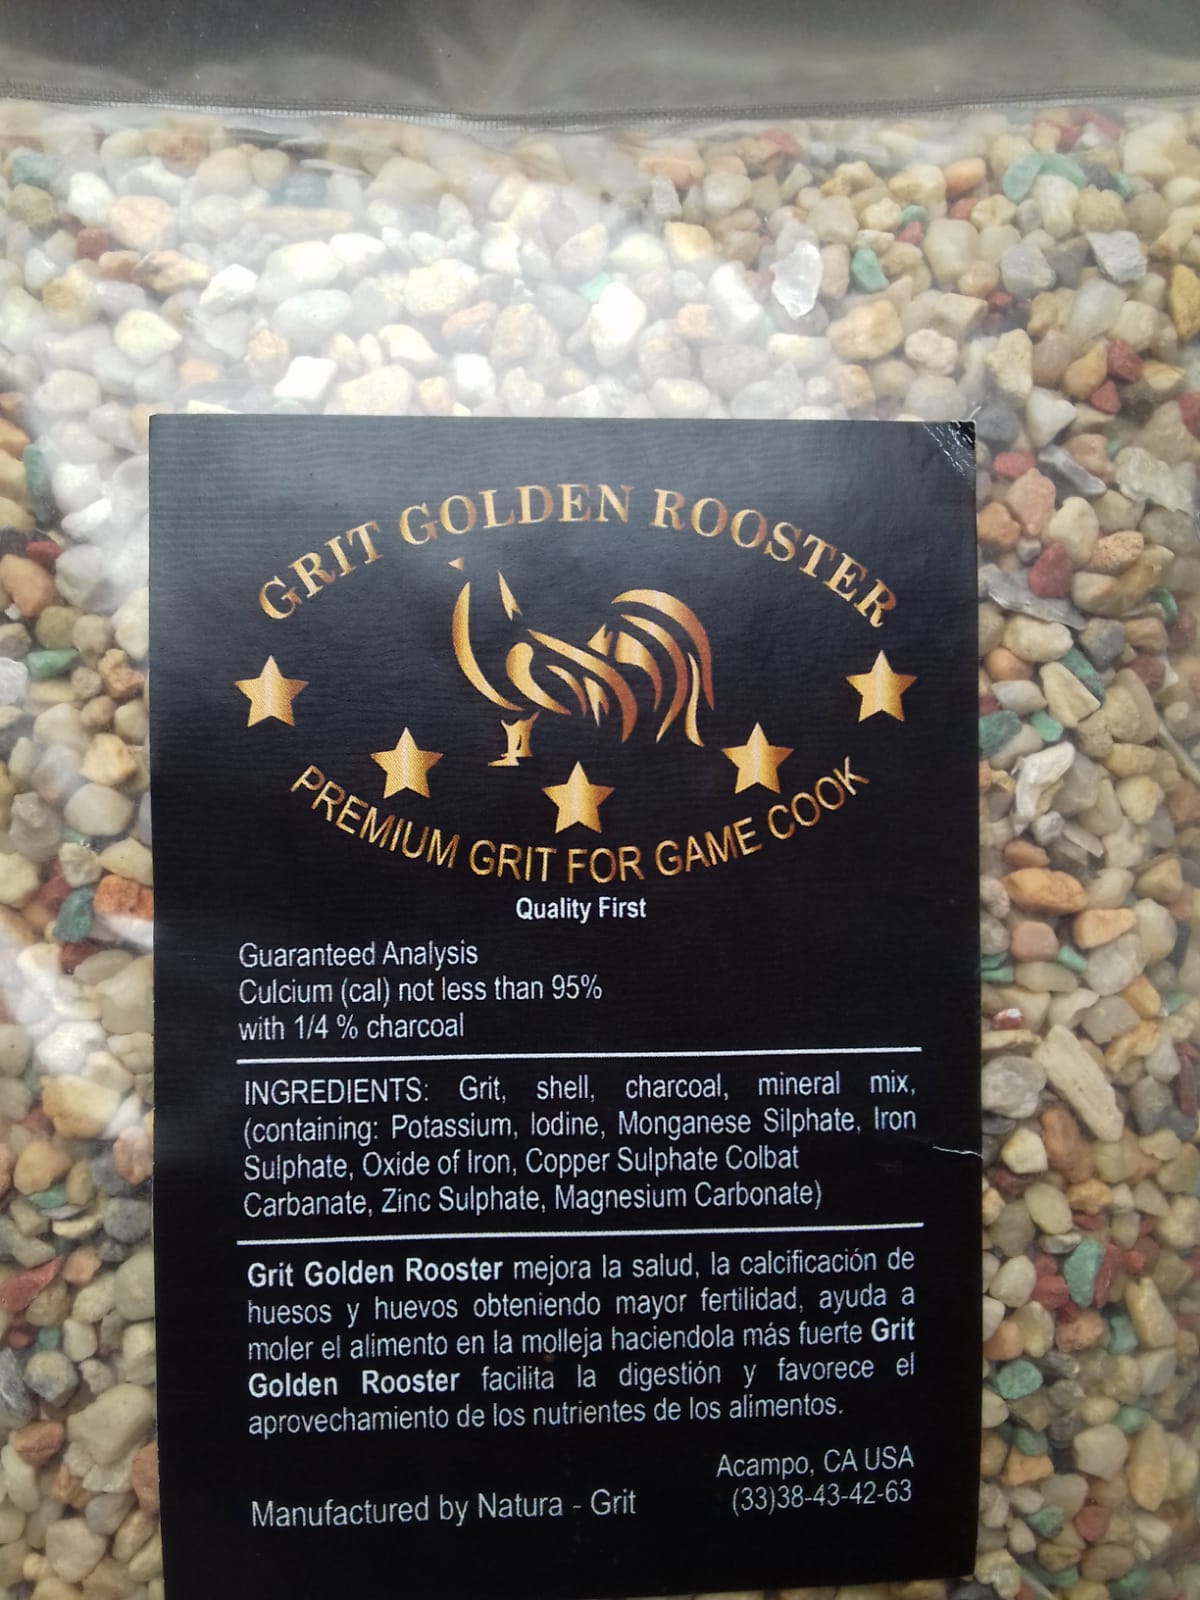 GRIT GOLDEN ROOSTER
PREMIUM GRIT FOR GAME COOK
Quality First
Guaranteed Analysis
Culcium (cal) not less than 95%
with 1/4 % charcoal
INGREDIENTS: Grit, shell, charcoal, mineral mix,
(containing: Potassium, Iodine, Monganese Silphate, Iron
Sulphate, Oxide of Iron, Copper Sulphate Colbat
Carbanate, Zinc Sulphate, Magnesium Carbonate)
Grit Golden Rooster mejora la salud, la calcificación de
huesos y huevos obteniendo mayor fertilidad, ayuda a
moler el alimento en la molleja haciendola más fuerte Grit
Golden Rooster facilita la digestión y favorece el
aprovechamiento de los nutrientes de los alimentos.
Acampo, CA USA
Manufactured by Natura - Grit (33)38-43-42-63